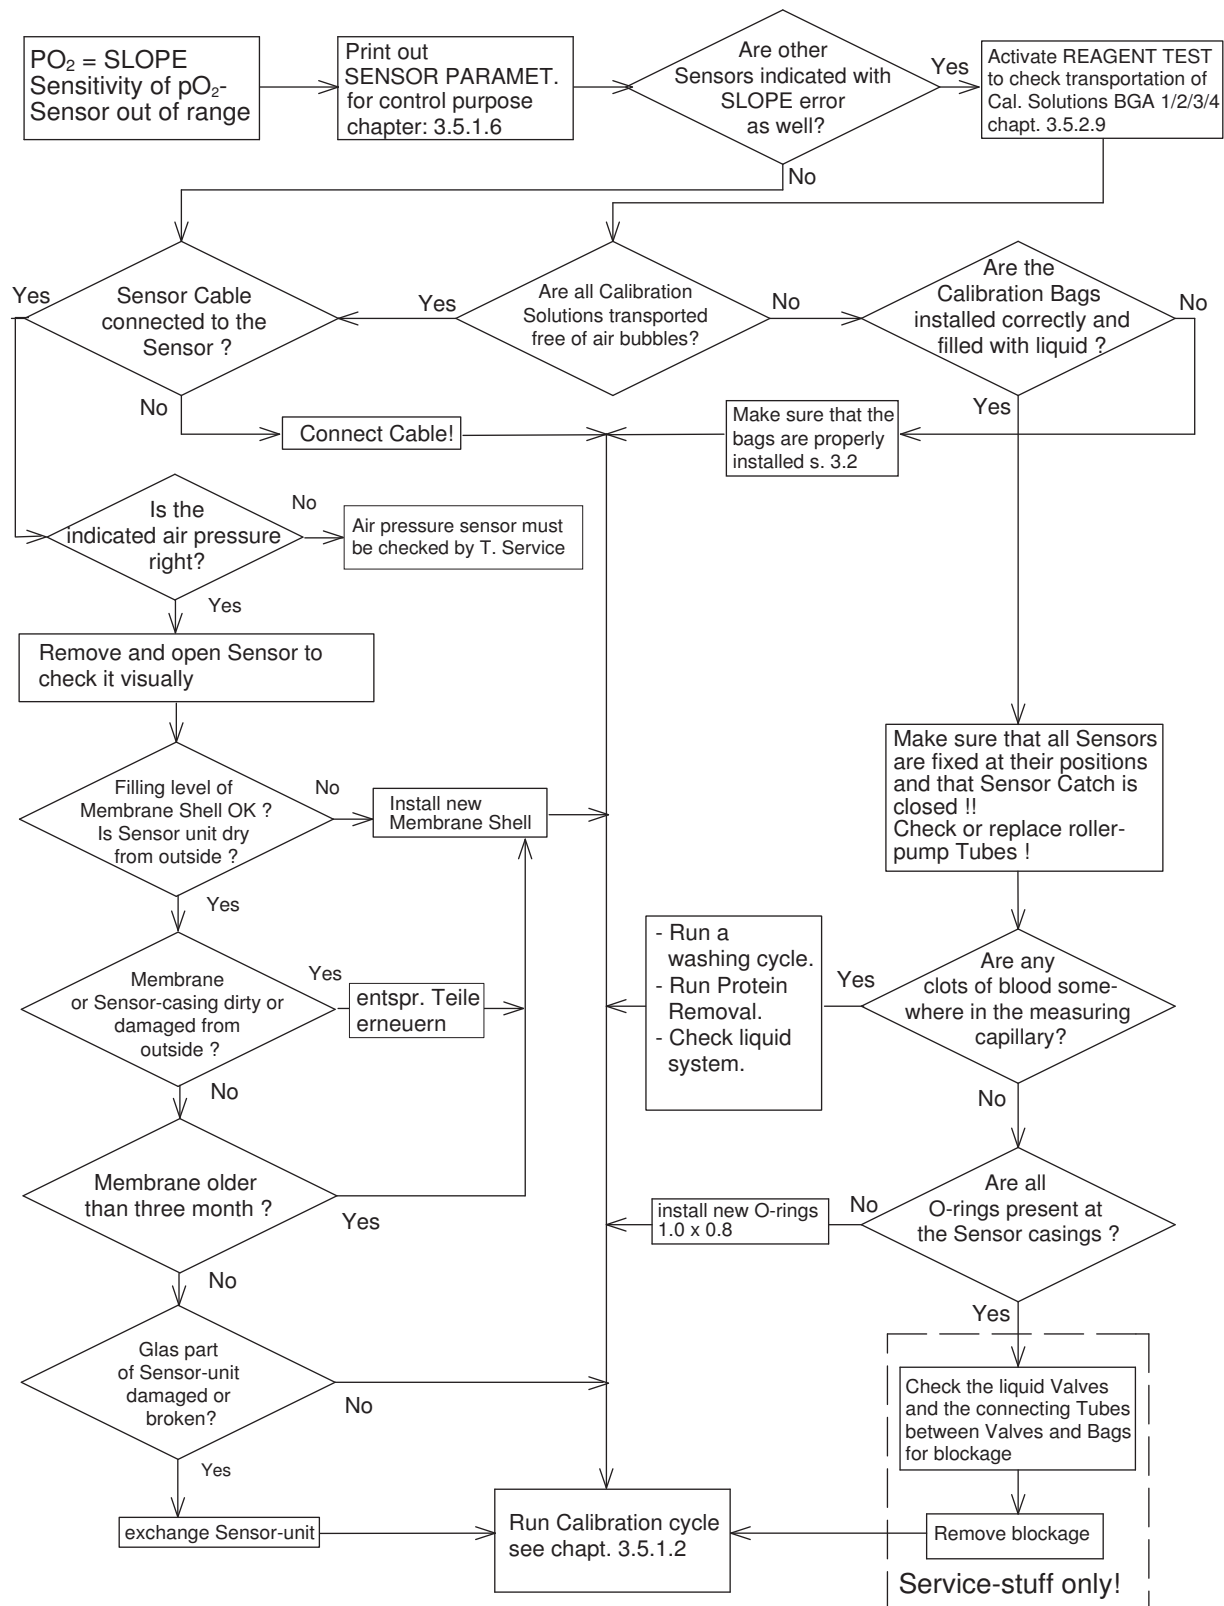 PO₂ = SLOPE
Sensitivity of pO₂-
Sensor out of range
Print out
SENSOR PARAMET.
for control purpose
chapter: 3.5.1.6
Are other
Sensors indicated with
SLOPE error
as well?
Yes
Activate REAGENT TEST
to check transportation of
Cal. Solutions BGA 1/2/3/4
chapt. 3.5.2.9
No
Yes
Sensor Cable
connected to the
Sensor ?
Yes
Are all Calibration
Solutions transported
free of air bubbles?
No
Are the
Calibration Bags
installed correctly and
filled with liquid ?
No
No
Connect Cable!
Make sure that the
bags are properly
installed s. 3.2
Yes
Is the
indicated air pressure
right?
No
Air pressure sensor must
be checked by T. Service
Yes
Remove and open Sensor to
check it visually
Make sure that all Sensors
are fixed at their positions
and that Sensor Catch is
closed !!
Check or replace roller-
pump Tubes !
Filling level of
Membrane Shell OK ?
Is Sensor unit dry
from outside ?
No
Install new
Membrane Shell
Yes
Membrane
or Sensor-casing dirty or
damaged from
outside ?
Yes
entspr. Teile
erneuern
- Run a
washing cycle.
- Run Protein
Removal.
- Check liquid
system.
Yes
Are any
clots of blood some-
where in the measuring
capillary?
No
No
Membrane older
than three month ?
Yes
install new O-rings
1.0 x 0.8
No
Are all
O-rings present at
the Sensor casings ?
No
Yes
Glas part
of Sensor-unit
damaged or
broken?
No
Check the liquid Valves
and the connecting Tubes
between Valves and Bags
for blockage
Yes
exchange Sensor-unit
Run Calibration cycle
see chapt. 3.5.1.2
Remove blockage
Service-stuff only!